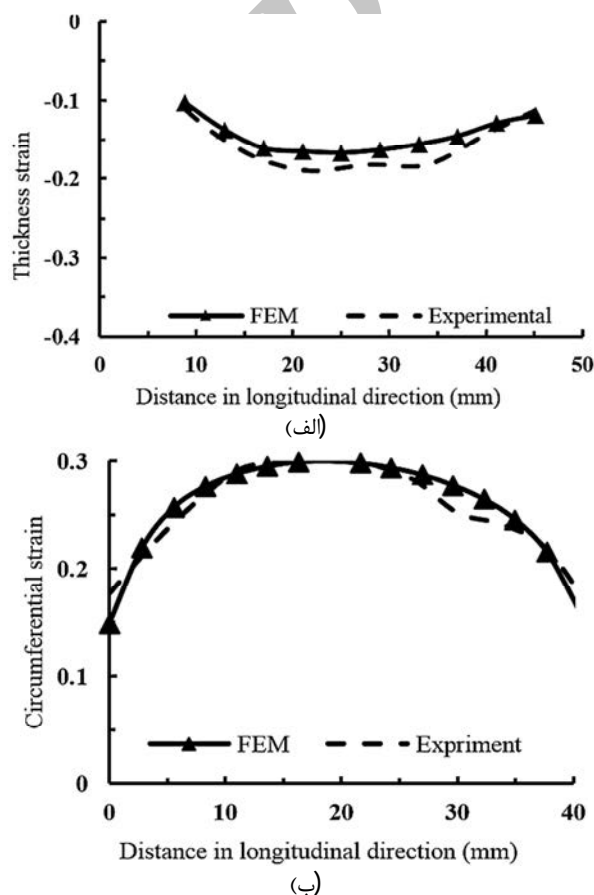 0
-0.1
-0.2
-0.3
-0.4
Thickness strain
FEM Experimental
0 10 20 30 40 50
Distance in longitudinal direction (mm)
(الف)
0.3
0.2
0.1
0
Circumferential strain
FEM Expriment
0 10 20 30 40
Distance in longitudinal direction (mm)
(ب)